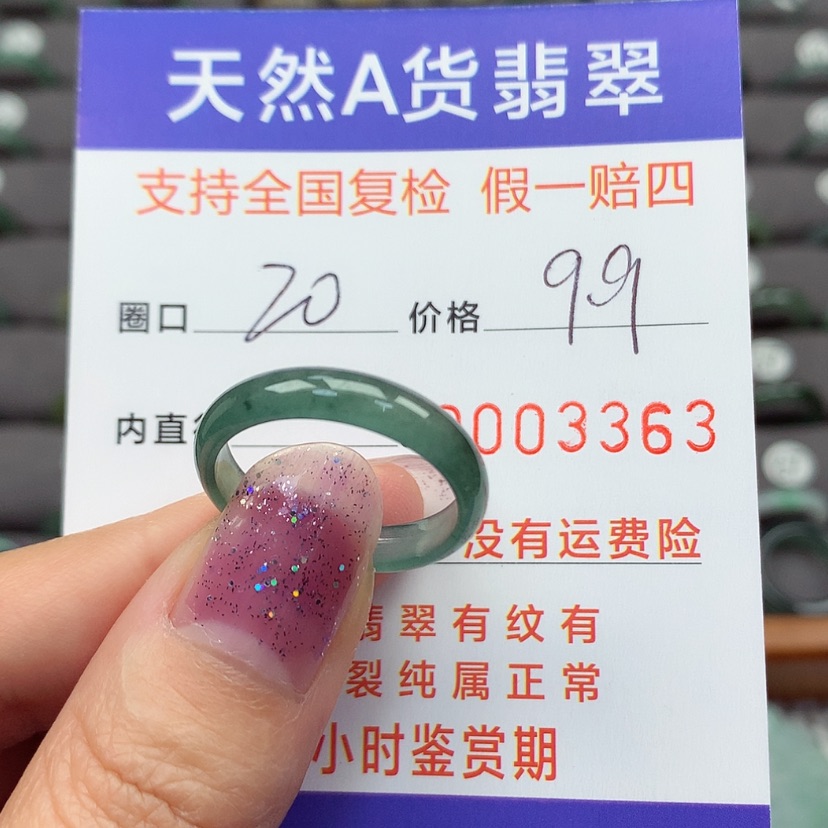 天然A货翡翠
支持全国复检 假一赔四
圈口 20 价格 99
内直
003363
没有运费险
翡翠有纹有
裂纯属正常
小时鉴赏期